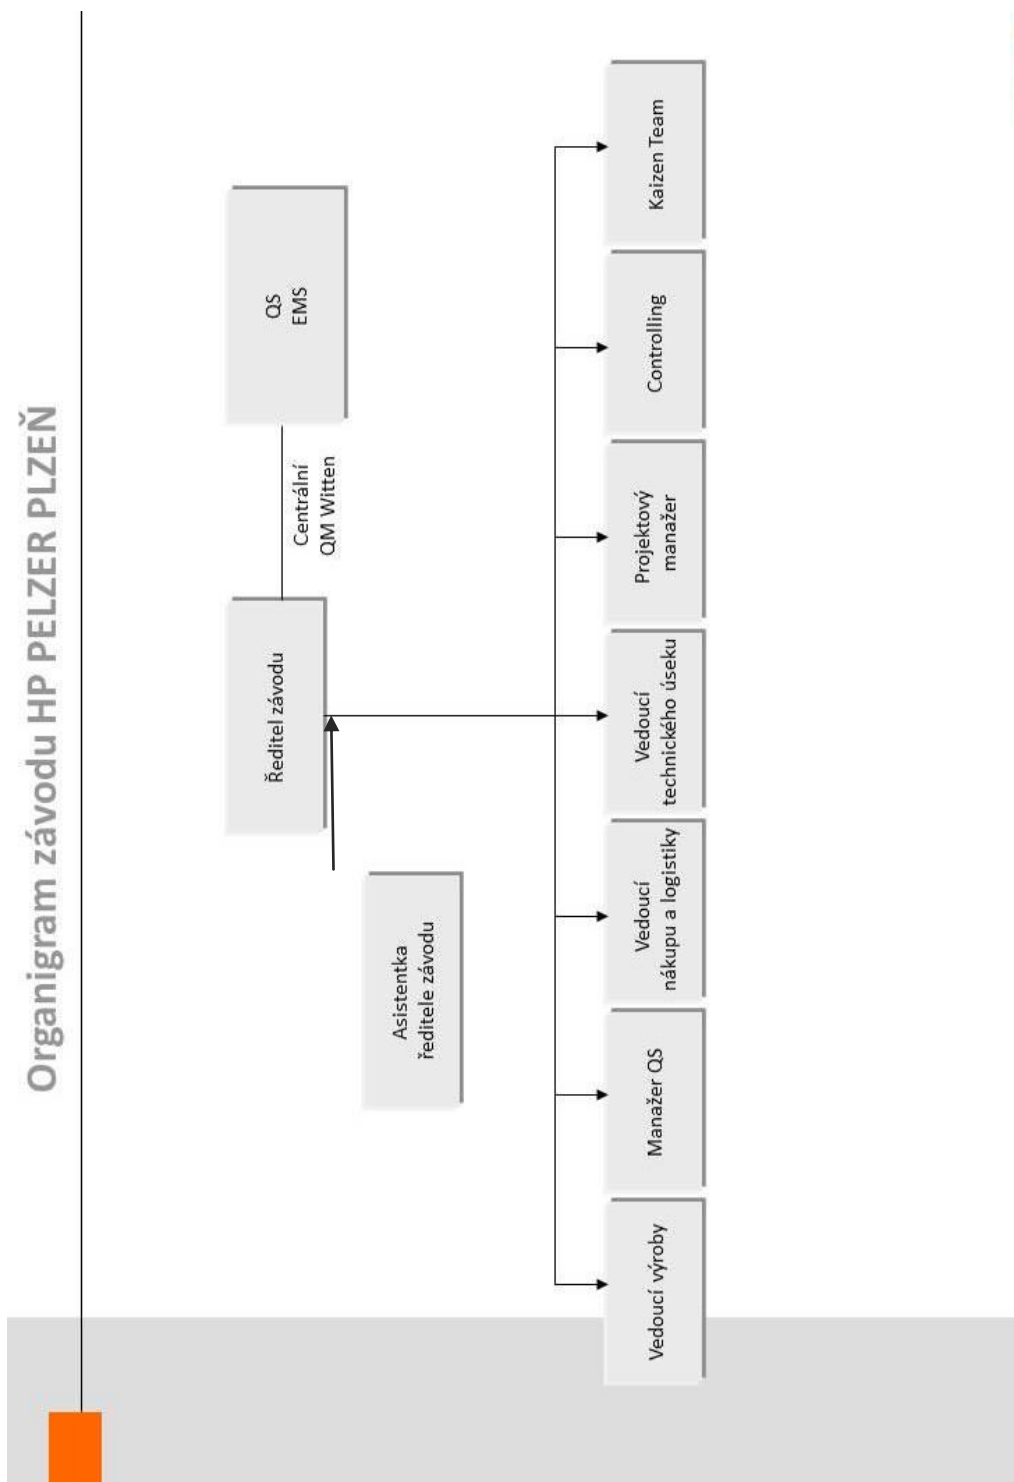 Organigram závodu HP PELZER PLZEŇ
Ředitel závodu
Centrální
QM Witten
QS
EMS
Asistentka
ředitele závodu
Vedoucí výroby
Manažer QS
Vedoucí
nákupu a logistiky
Vedoucí
technického úseku
Projektový
manažer
Controlling
Kaizen Team